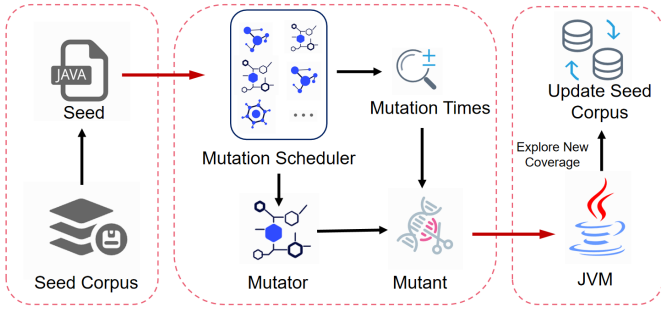 JAVA
Seed
Seed Corpus
Mutation Scheduler
Mutation Times
Mutator
Mutant
Update Seed
Corpus
Explore New
Coverage
JVM